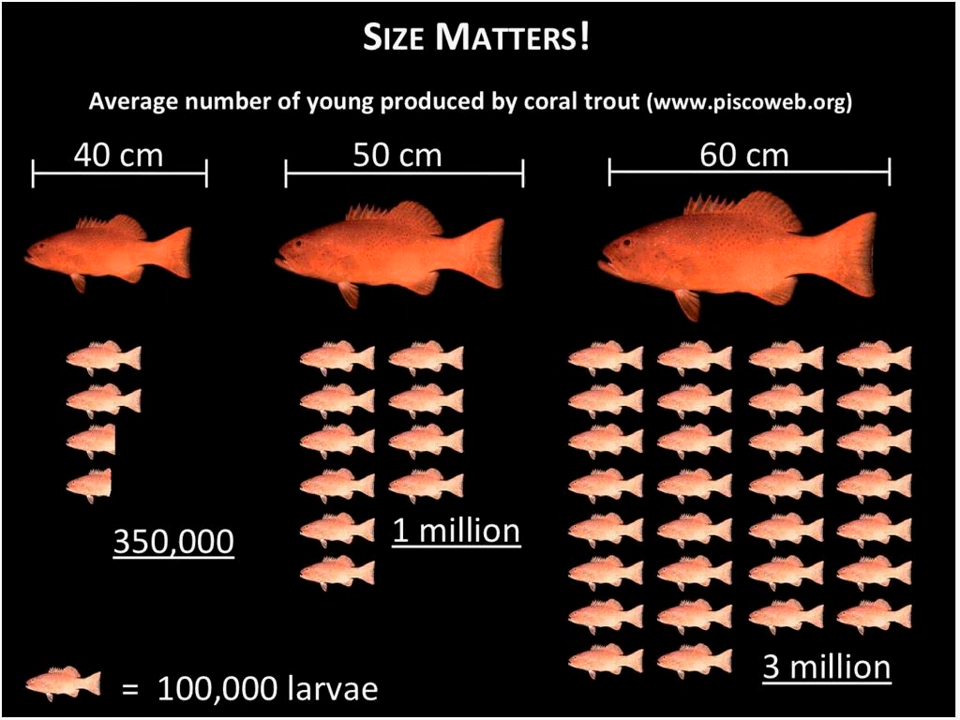 SIZE MATTERS!
Average number of young produced by coral trout (www.piscoweb.org)
40 cm
50 cm
60 cm
350,000
1 million
3 million
= 100,000 larvae